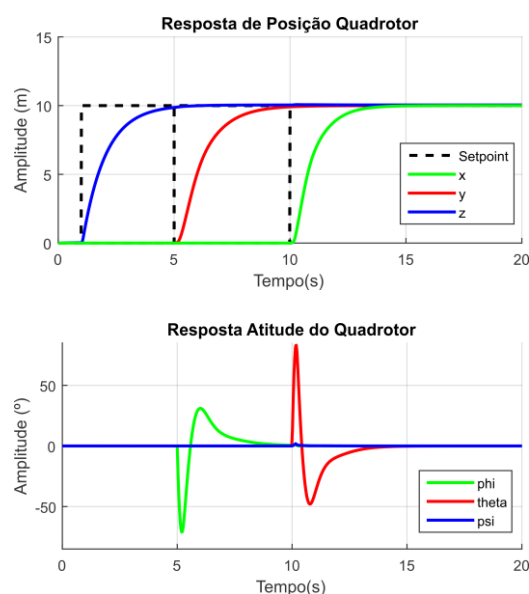 Resposta de Posição Quadrotor
15
10
5
0
Amplitude (m)
Setpoint
x
y
z
0 5 10 15 20
Tempo(s)
Resposta Atitude do Quadrotor
50
0
-50
Amplitude (º)
phi
theta
psi
0 5 10 15 20
Tempo(s)